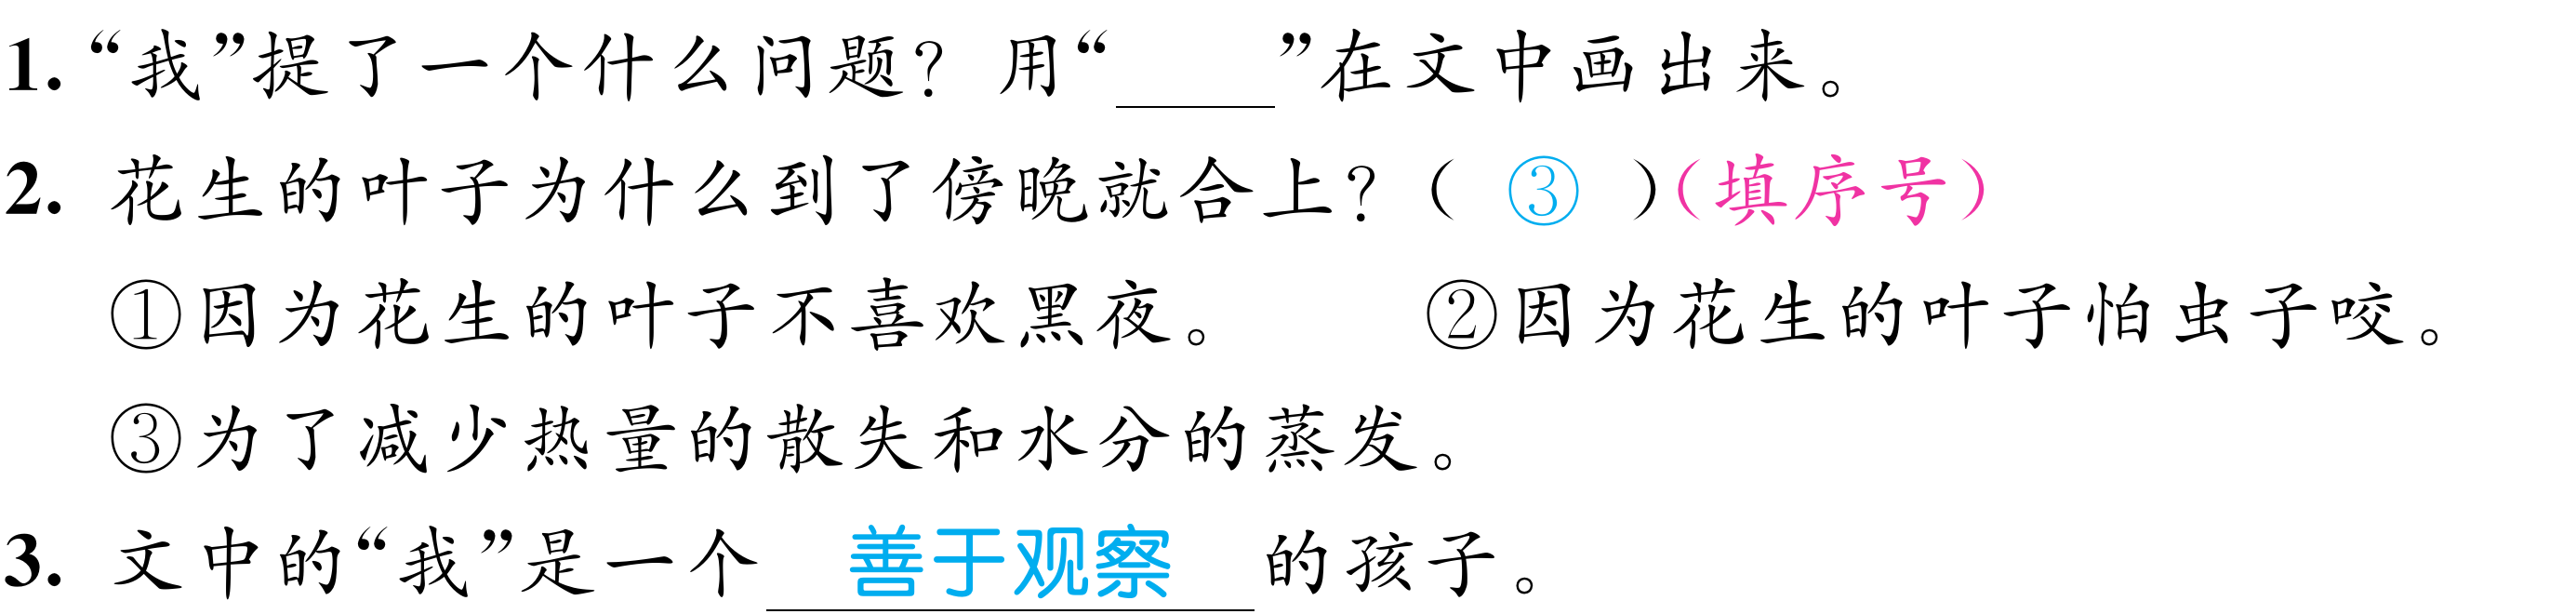 1. “我”提了一个什么问题？用“____”在文中画出来。
2. 花生的叶子为什么到了傍晚就合上？（ ③ ）（填序号）
①因为花生的叶子不喜欢黑夜。 ②因为花生的叶子怕虫子咬。
③为了减少热量的散失和水分的蒸发。
3. 文中的“我”是一个 善于观察 的孩子。